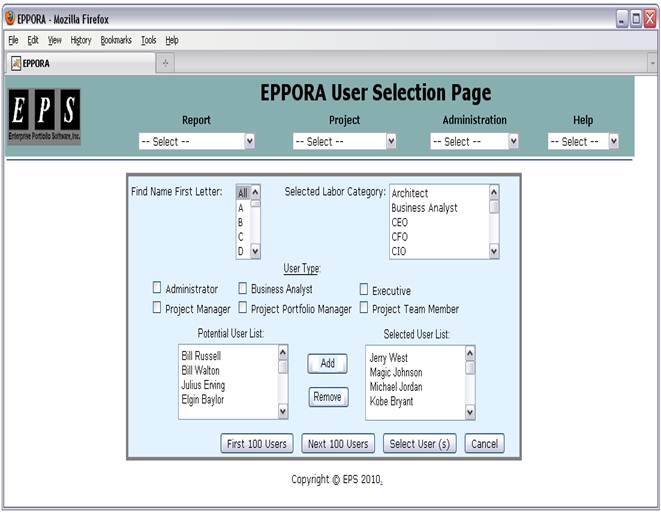 EPPORA - Mozilla Firefox
File Edit View History Bookmarks Tools Help
EPPORA
EPS
Enterprise Portfolio Software, Inc.
EPPORA User Selection Page
Report Project Administration Help
-- Select -- -- Select -- -- Select -- -- Select --
Find Name First Letter: All Selected Labor Category: Architect
A Business Analyst
B CEO
C CFO
D CIO
User Type:
Administrator Business Analyst Executive
Project Manager Project Portfolio Manager Project Team Member
Potential User List: Selected User List:
Bill Russell Add Jerry West
Bill Walton Magic Johnson
Julius Erving Michael Jordan
Elgin Baylor Remove Kobe Bryant
First 100 Users Next 100 Users Select User (s) Cancel
Copyright © EPS 2010.